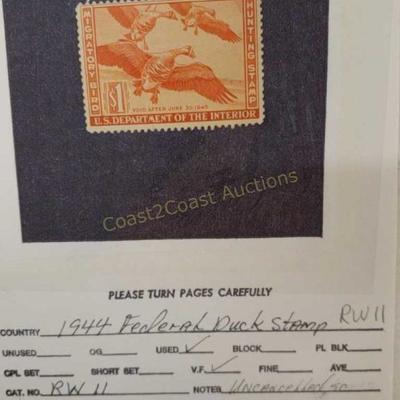 MIGRATORY BIRD
HUNTING STAMP
$1
VOID AFTER JUNE 30, 1945
U.S. DEPARTMENT OF THE INTERIOR
Coast2Coast Auctions
PLEASE TURN PAGES CAREFULLY
COUNTRY 1944 Federal Duck Stamp RW11
UNUSED OG USED ✓ BLOCK PL BLK
CPL SET SHORT SET V.F. ✓ FINE AVE
CAT. NO. RW 11 NOTES Uncancelled